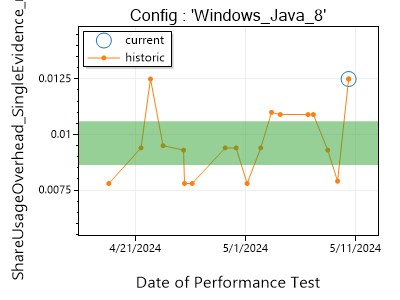 Config : 'Windows_Java_8'
current
historic
ShareUsageOverhead_SingleEvidence_
0.0125
0.01
0.0075
4/21/2024
5/1/2024
5/11/2024
Date of Performance Test